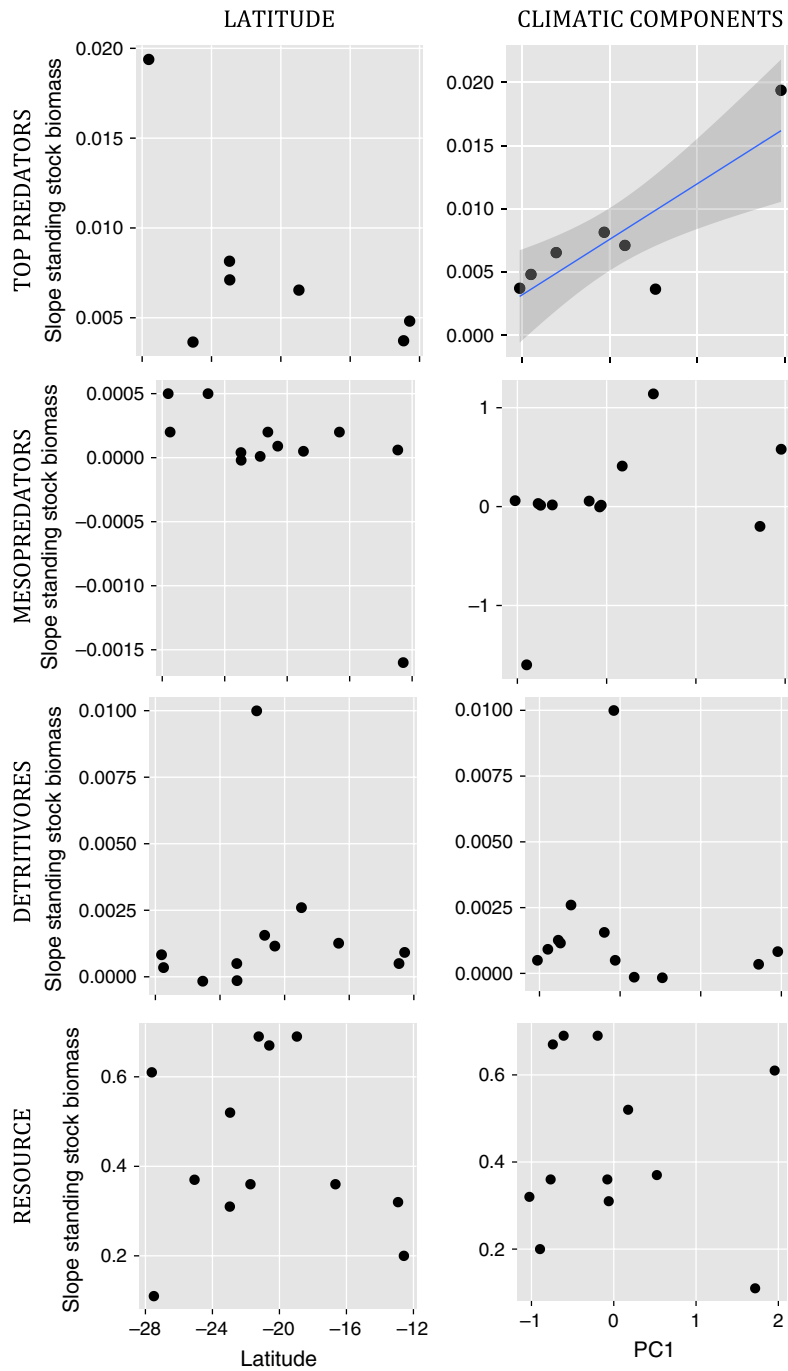 LATITUDE
CLIMATIC COMPONENTS
TOP PREDATORS
Slope standing stock biomass
0.020
0.015
0.010
0.005
0.020
0.015
0.010
0.005
0.000
MESOPREDATORS
Slope standing stock biomass
0.0005
0.0000
−0.0005
−0.0010
−0.0015
1
0
−1
DETRITIVORES
Slope standing stock biomass
0.0100
0.0075
0.0050
0.0025
0.0000
0.0100
0.0075
0.0050
0.0025
0.0000
RESOURCE
Slope standing stock biomass
0.6
0.4
0.2
−28 −24 −20 −16 −12
Latitude
0.6
0.4
0.2
−1 0 1 2
PC1